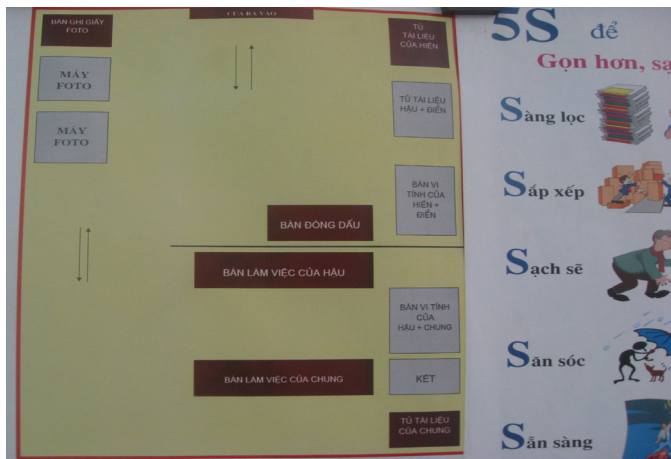 CỬA RA VÀO
BÀN GHI GIẤY
FOTO
MÁY
FOTO
MÁY
FOTO
TỦ
TÀI LIỆU
CỦA HIỀN
TỦ TÀI LIỆU
HẬU + ĐIỂN
BÀN VI
TÍNH CỦA
HIỀN +
ĐIỂN
BÀN ĐÓNG DẤU
BÀN LÀM VIỆC CỦA HẬU
BÀN VI TÍNH
CỦA
HẬU + CHUNG
BÀN LÀM VIỆC CỦA CHUNG
KÉT
TỦ TÀI LIỆU
CỦA CHUNG
5S để
Gọn hơn,
Sàng lọc
Sắp xếp
Sạch sẽ
Săn sóc
Sẵn sàng